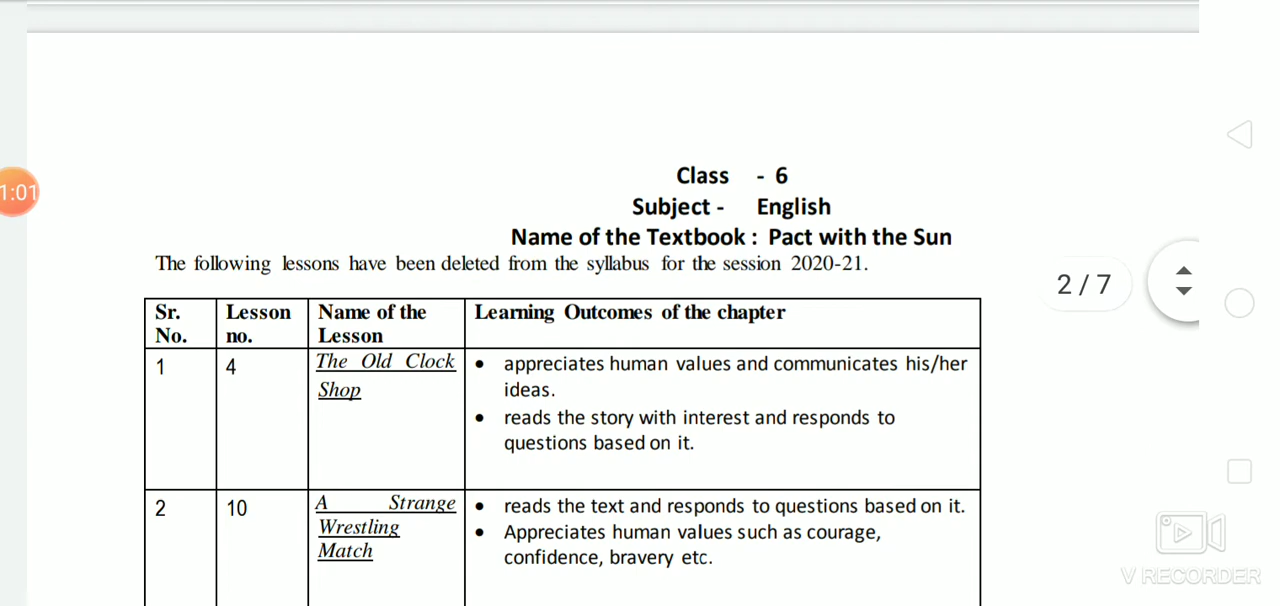 Class - 6
Subject - English
Name of the Textbook : Pact with the Sun
The following lessons have been deleted from the syllabus for the session 2020-21.
Sr. No.
Lesson no.
Name of the Lesson
Learning Outcomes of the chapter
1
4
The Old Clock
Shop
• appreciates human values and communicates his/her
ideas.
• reads the story with interest and responds to
questions based on it.
2
10
A Strange
Wrestling
Match
• reads the text and responds to questions based on it.
• Appreciates human values such as courage,
confidence, bravery etc.
1:01
2 / 7
V RECORDER